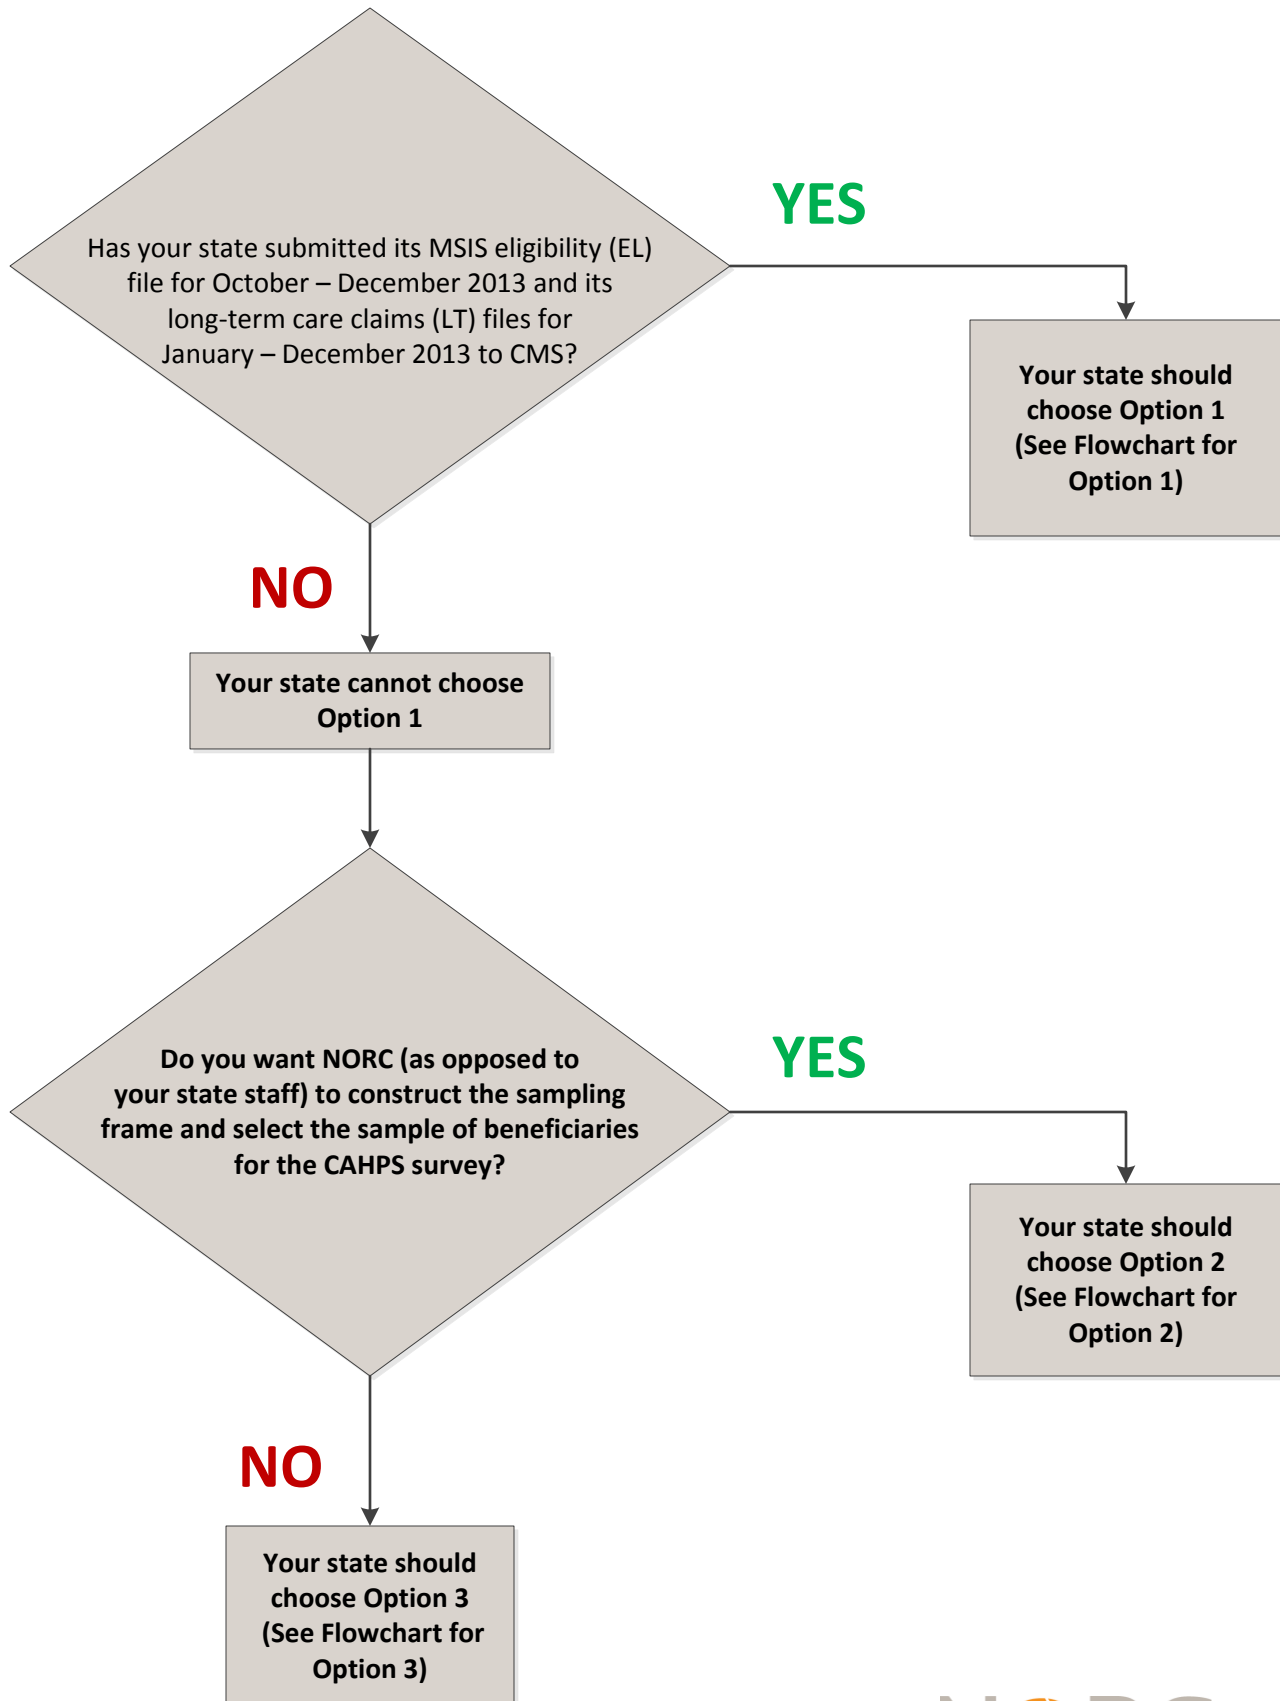 Has your state submitted its MSIS eligibility (EL)
file for October – December 2013 and its
long-term care claims (LT) files for
January – December 2013 to CMS?
YES
Your state should
choose Option 1
(See Flowchart for
Option 1)
NO
Your state cannot choose
Option 1
Do you want NORC (as opposed to
your state staff) to construct the sampling
frame and select the sample of beneficiaries
for the CAHPS survey?
YES
Your state should
choose Option 2
(See Flowchart for
Option 2)
NO
Your state should
choose Option 3
(See Flowchart for
Option 3)